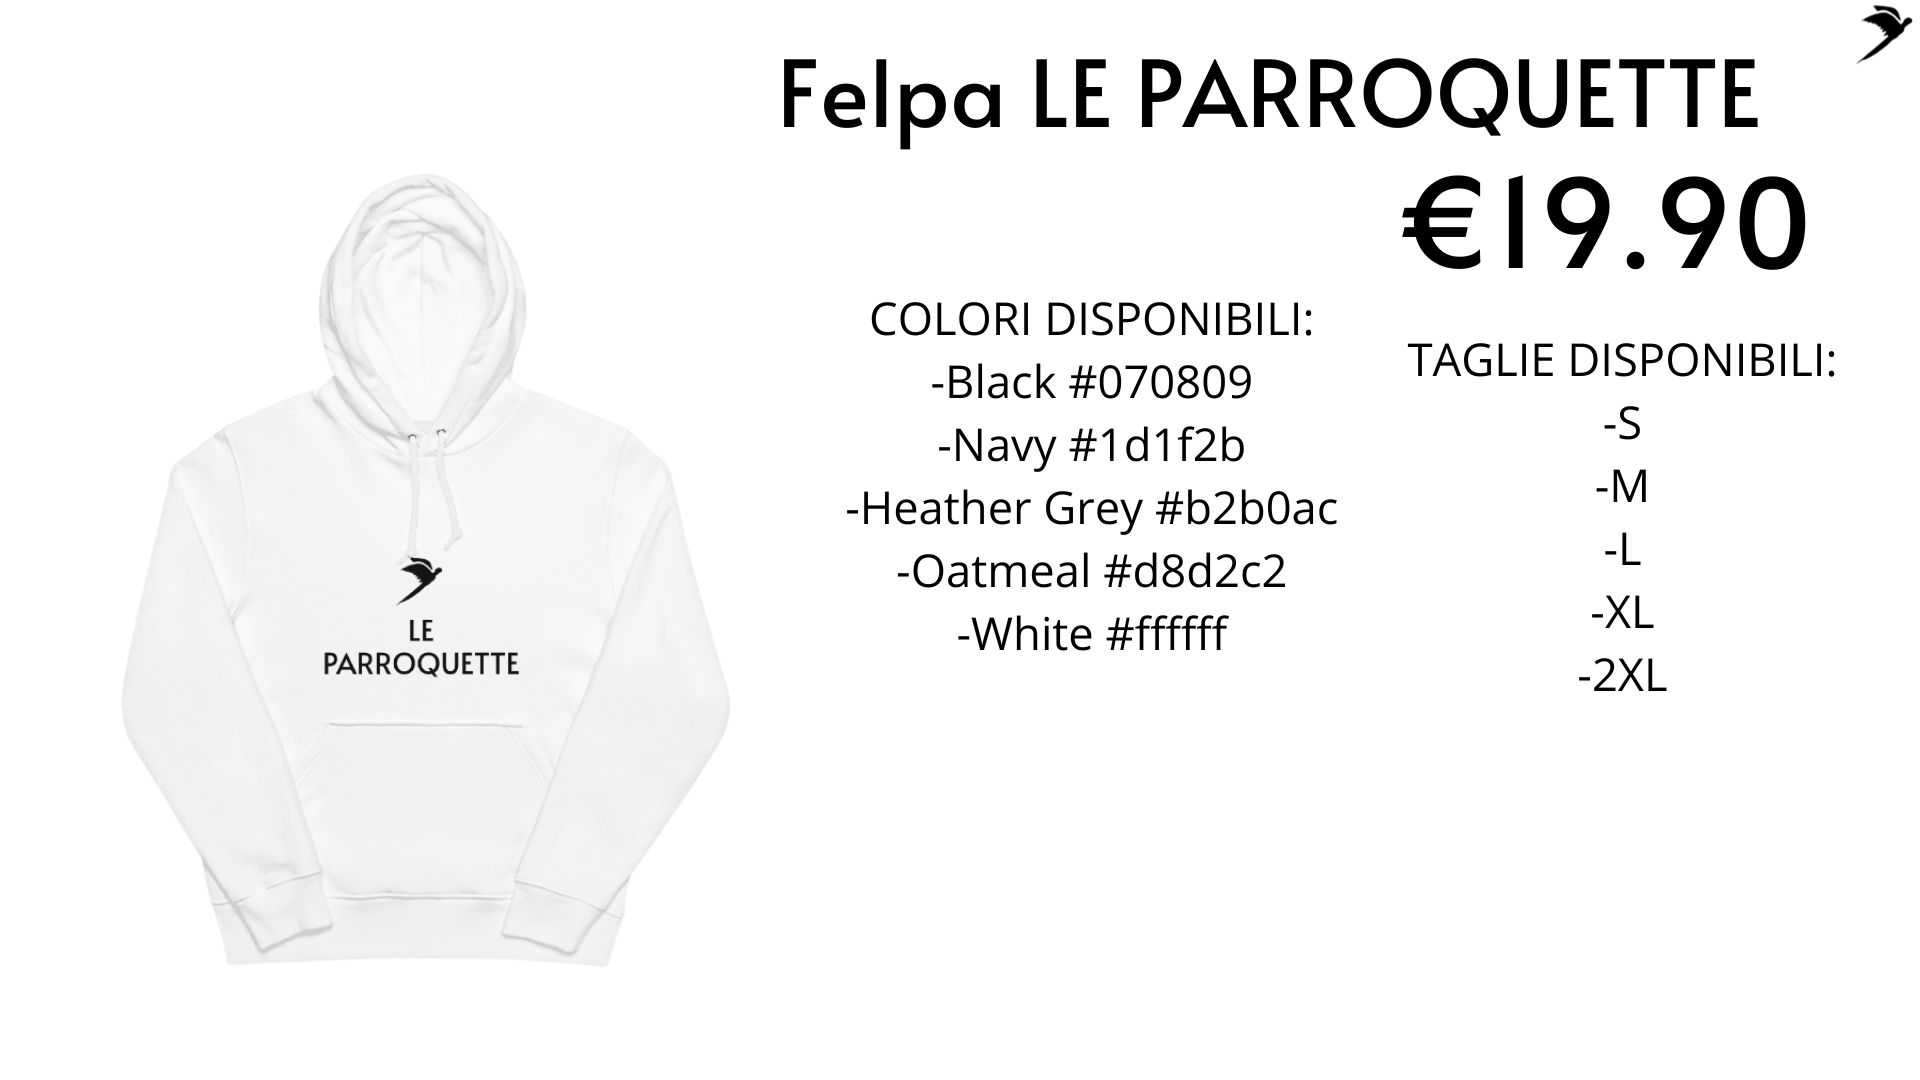 Felpa LE PARROQUETTE
€19.90
COLORI DISPONIBILI:
-Black #070809
-Navy #1d1f2b
-Heather Grey #b2b0ac
-Oatmeal #d8d2c2
-White #ffffff
TAGLIE DISPONIBILI:
-S
-M
-L
-XL
-2XL
LE
PARROQUETTE